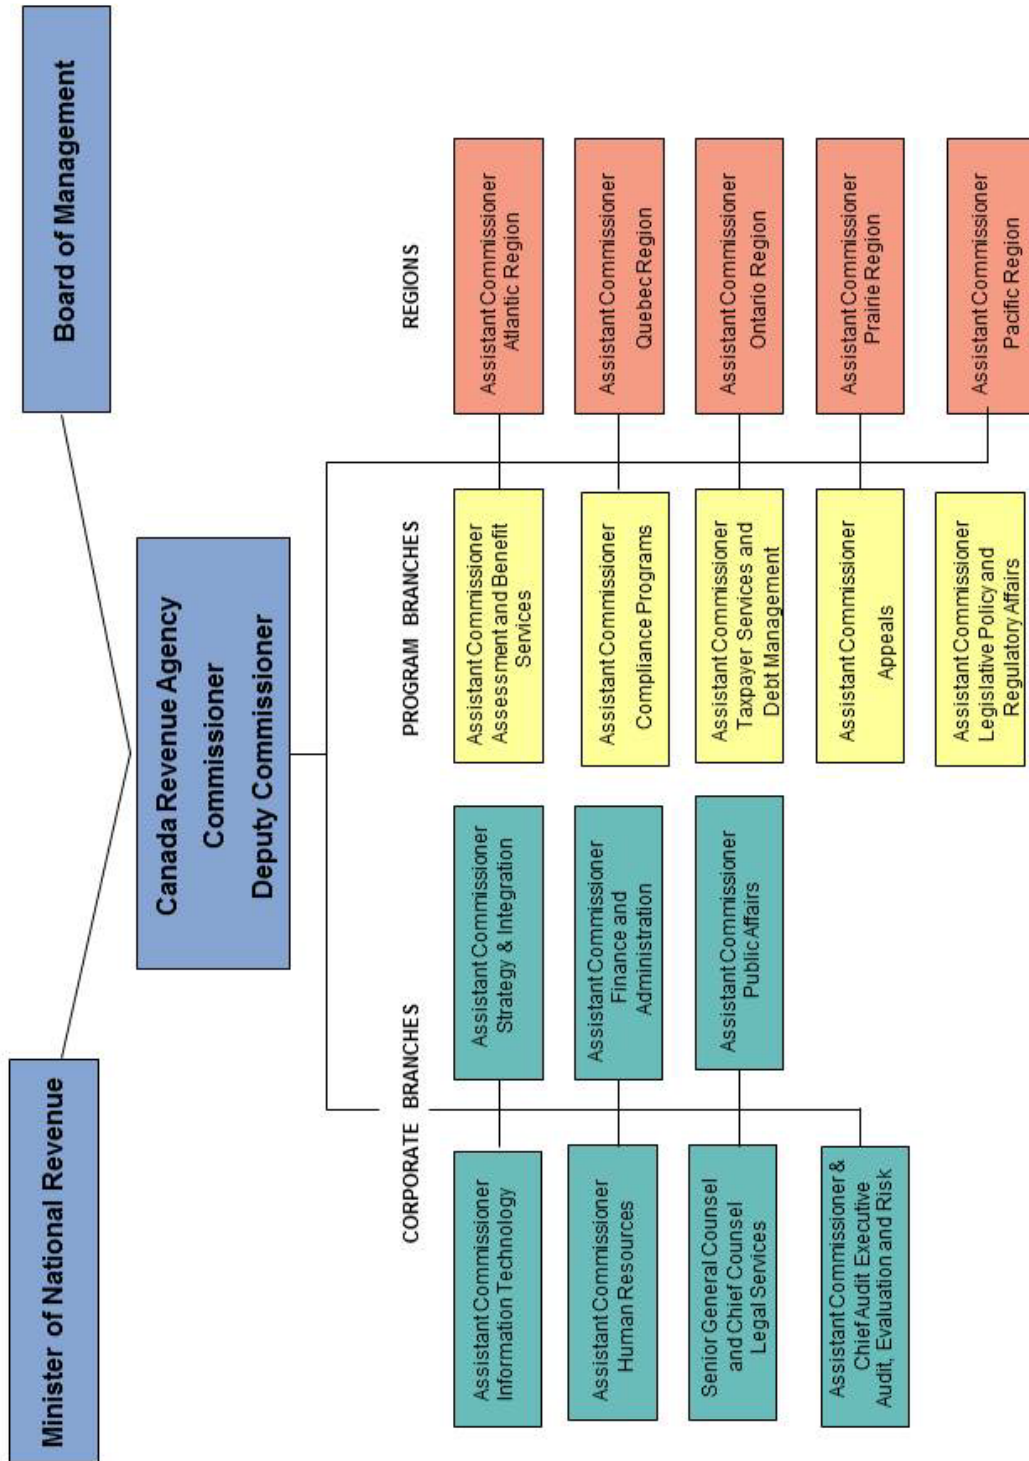 Minister of National Revenue
Board of Management
Canada Revenue Agency
Commissioner
Deputy Commissioner
CORPORATE BRANCHES
PROGRAM BRANCHES
REGIONS
Assistant Commissioner
Information Technology
Assistant Commissioner
Strategy & Integration
Assistant Commissioner
Assessment and Benefit
Services
Assistant Commissioner
Atlantic Region
Assistant Commissioner
Human Resources
Assistant Commissioner
Finance and
Administration
Assistant Commissioner
Compliance Programs
Assistant Commissioner
Quebec Region
Senior General Counsel
and Chief Counsel
Legal Services
Assistant Commissioner
Public Affairs
Assistant Commissioner
Taxpayer Services and
Debt Management
Assistant Commissioner
Ontario Region
Assistant Commissioner &
Chief Audit Executive
Audit, Evaluation and Risk
Assistant Commissioner
Appeals
Assistant Commissioner
Prairie Region
Assistant Commissioner
Legislative Policy and
Regulatory Affairs
Assistant Commissioner
Pacific Region